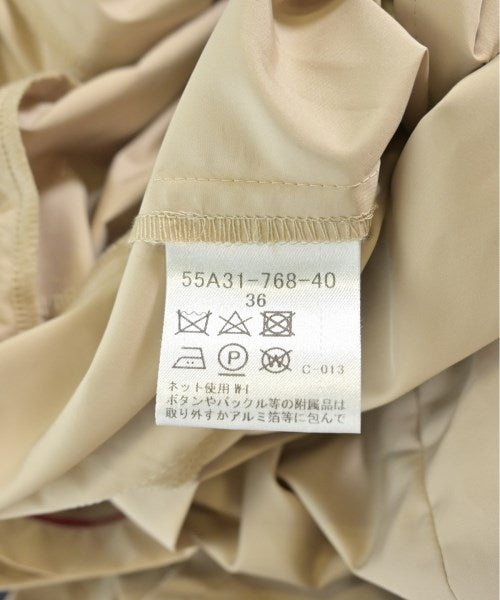 55A31-768-40
36
P W C-013
ネット使用
ボタンやバックル等の附属品は
取り外すかアルミ箔等に包んで